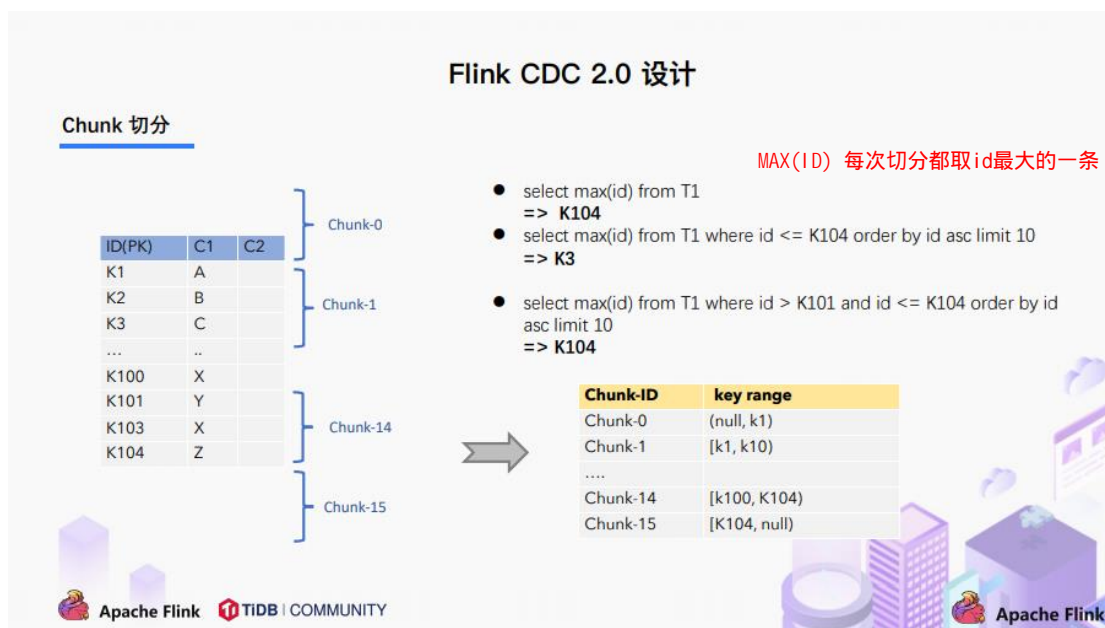 Flink CDC 2.0 设计
Chunk 切分
MAX(ID) 每次切分都取id最大的一条
● select max(id) from T1
=> K104
● select max(id) from T1 where id <= K104 order by id asc limit 10
=> K3
● select max(id) from T1 where id > K101 and id <= K104 order by id
asc limit 10
=> K104
Chunk-0
ID(PK) C1 C2
K1 A
K2 B
Chunk-1
K3 C
... ..
K100 X
K101 Y
K103 X
Chunk-14
K104 Z
Chunk-15
Chunk-ID key range
Chunk-0 (null, k1)
Chunk-1 [k1, k10)
....
Chunk-14 [k100, K104)
Chunk-15 [K104, null)
Apache Flink
TiDB | COMMUNITY
Apache Flink